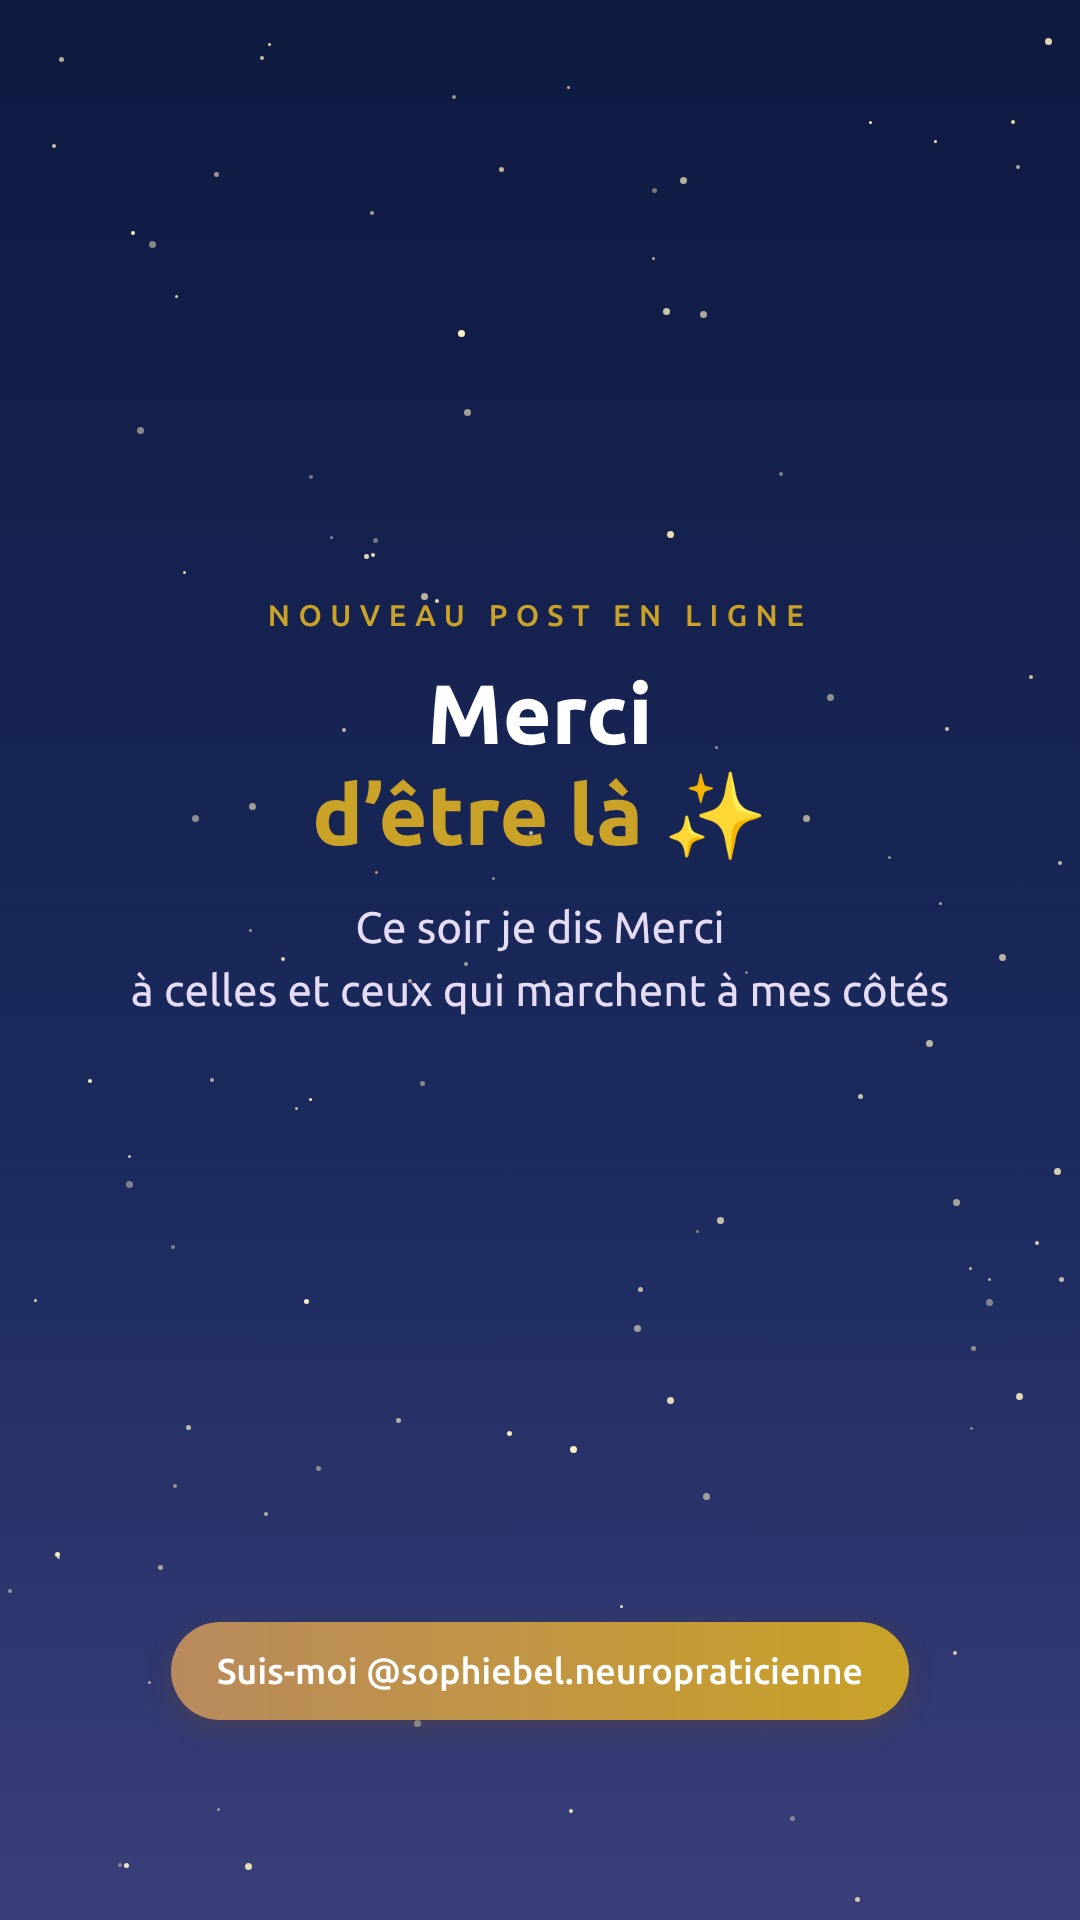 NOUVEAU POST EN LIGNE
Merci
d’être là ✨
Ce soir je dis Merci
à celles et ceux qui marchent à mes côtés
Suis-moi @sophiebel.neuropraticienne